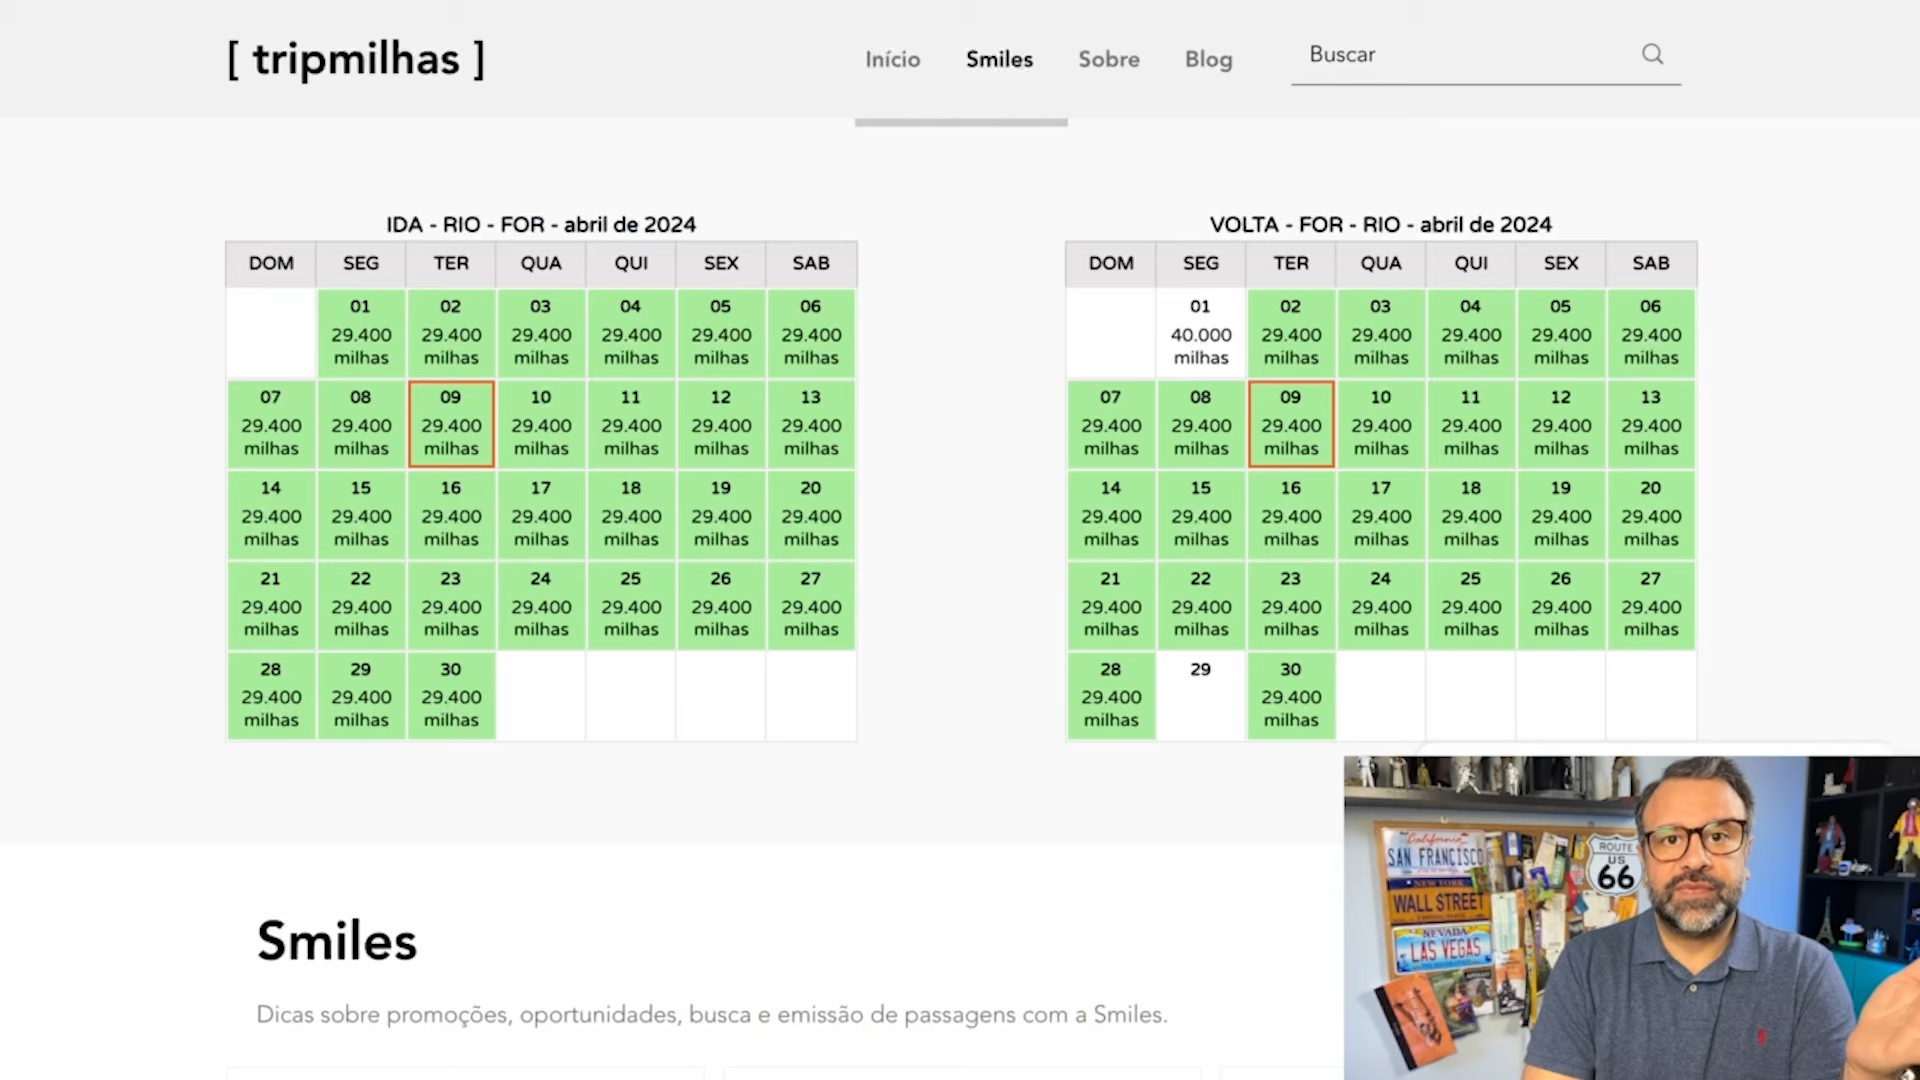 [ tripmilhas ]
Início Smiles Sobre Blog Buscar
IDA - RIO - FOR - abril de 2024
DOM SEG TER QUA QUI SEX SAB
01 02 03 04 05 06
29.400 29.400 29.400 29.400 29.400 29.400
milhas milhas milhas milhas milhas milhas
07 08 09 10 11 12 13
29.400 29.400 29.400 29.400 29.400 29.400 29.400
milhas milhas milhas milhas milhas milhas milhas
14 15 16 17 18 19 20
29.400 29.400 29.400 29.400 29.400 29.400 29.400
milhas milhas milhas milhas milhas milhas milhas
21 22 23 24 25 26 27
29.400 29.400 29.400 29.400 29.400 29.400 29.400
milhas milhas milhas milhas milhas milhas milhas
28 29 30
29.400 29.400 29.400
milhas milhas milhas
VOLTA - FOR - RIO - abril de 2024
DOM SEG TER QUA QUI SEX SAB
01 02 03 04 05 06
40.000 29.400 29.400 29.400 29.400 29.400
milhas milhas milhas milhas milhas milhas
07 08 09 10 11 12 13
29.400 29.400 29.400 29.400 29.400 29.400 29.400
milhas milhas milhas milhas milhas milhas milhas
14 15 16 17 18 19 20
29.400 29.400 29.400 29.400 29.400 29.400 29.400
milhas milhas milhas milhas milhas milhas milhas
21 22 23 24 25 26 27
29.400 29.400 29.400 29.400 29.400 29.400 29.400
milhas milhas milhas milhas milhas milhas milhas
28 29 30
29.400 29.400
milhas milhas
Smiles
Dicas sobre promoções, oportunidades, busca e emissão de passagens com a Smiles.
California
SAN FRANCISCO
NEW YORK
WALL STREET
NEVADA
LAS VEGAS
ROUTE
US
66